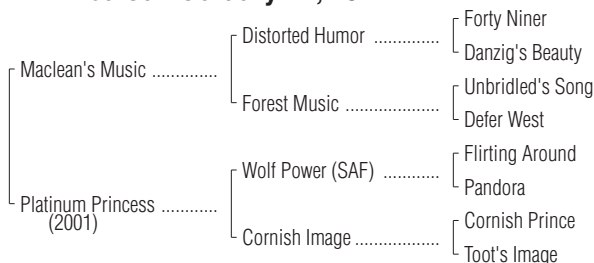 Forty Niner
Distorted Humor ..............
Danzig's Beauty
Maclean's Music ..............
Unbridled's Song
Forest Music ....................
Defer West
Flirting Around
Wolf Power (SAF) ............
Pandora
Platinum Princess ............
(2001)
Cornish Prince
Cornish Image ..................
Toot's Image